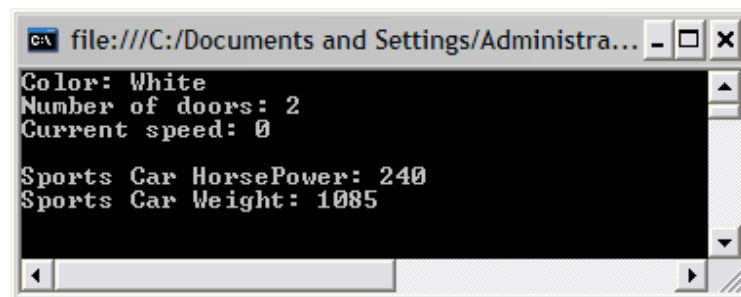 file:///C:/Documents and Settings/Administra...
Color: White
Number of doors: 2
Current speed: 0
Sports Car HorsePower: 240
Sports Car Weight: 1085